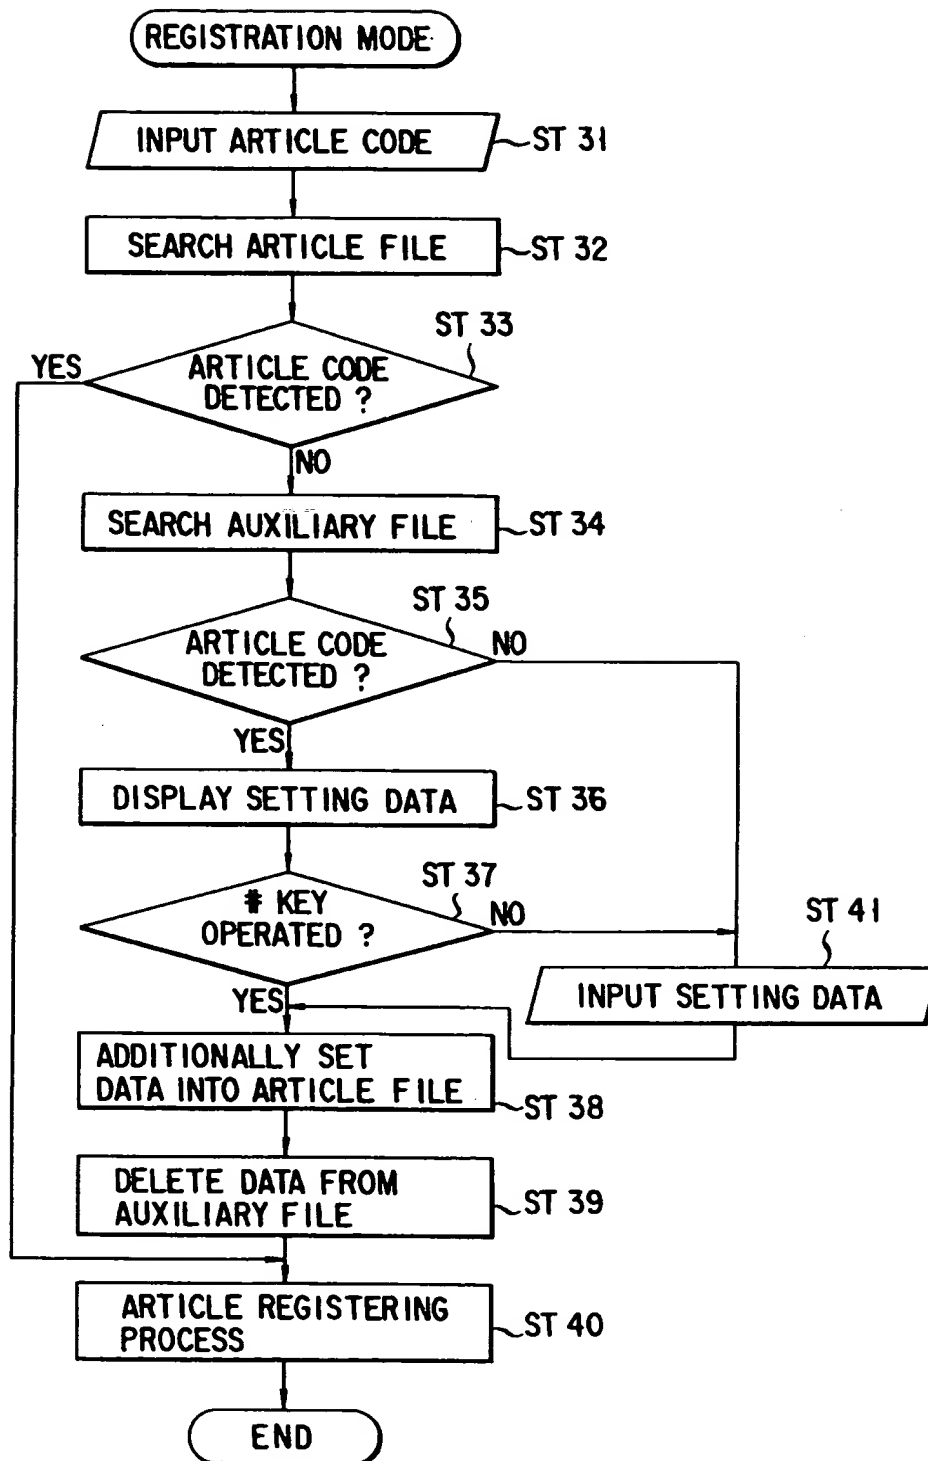 REGISTRATION MODE
INPUT ARTICLE CODE
ST 31
SEARCH ARTICLE FILE
ST 32
ST 33
YES
ARTICLE CODE
DETECTED ?
NO
SEARCH AUXILIARY FILE
ST 34
ST 35
ARTICLE CODE
DETECTED ?
NO
YES
DISPLAY SETTING DATA
ST 36
ST 37
# KEY
OPERATED ?
NO
ST 41
YES
INPUT SETTING DATA
ADDITIONALLY SET
DATA INTO ARTICLE FILE
ST 38
DELETE DATA FROM
AUXILIARY FILE
ST 39
ARTICLE REGISTERING
PROCESS
ST 40
END